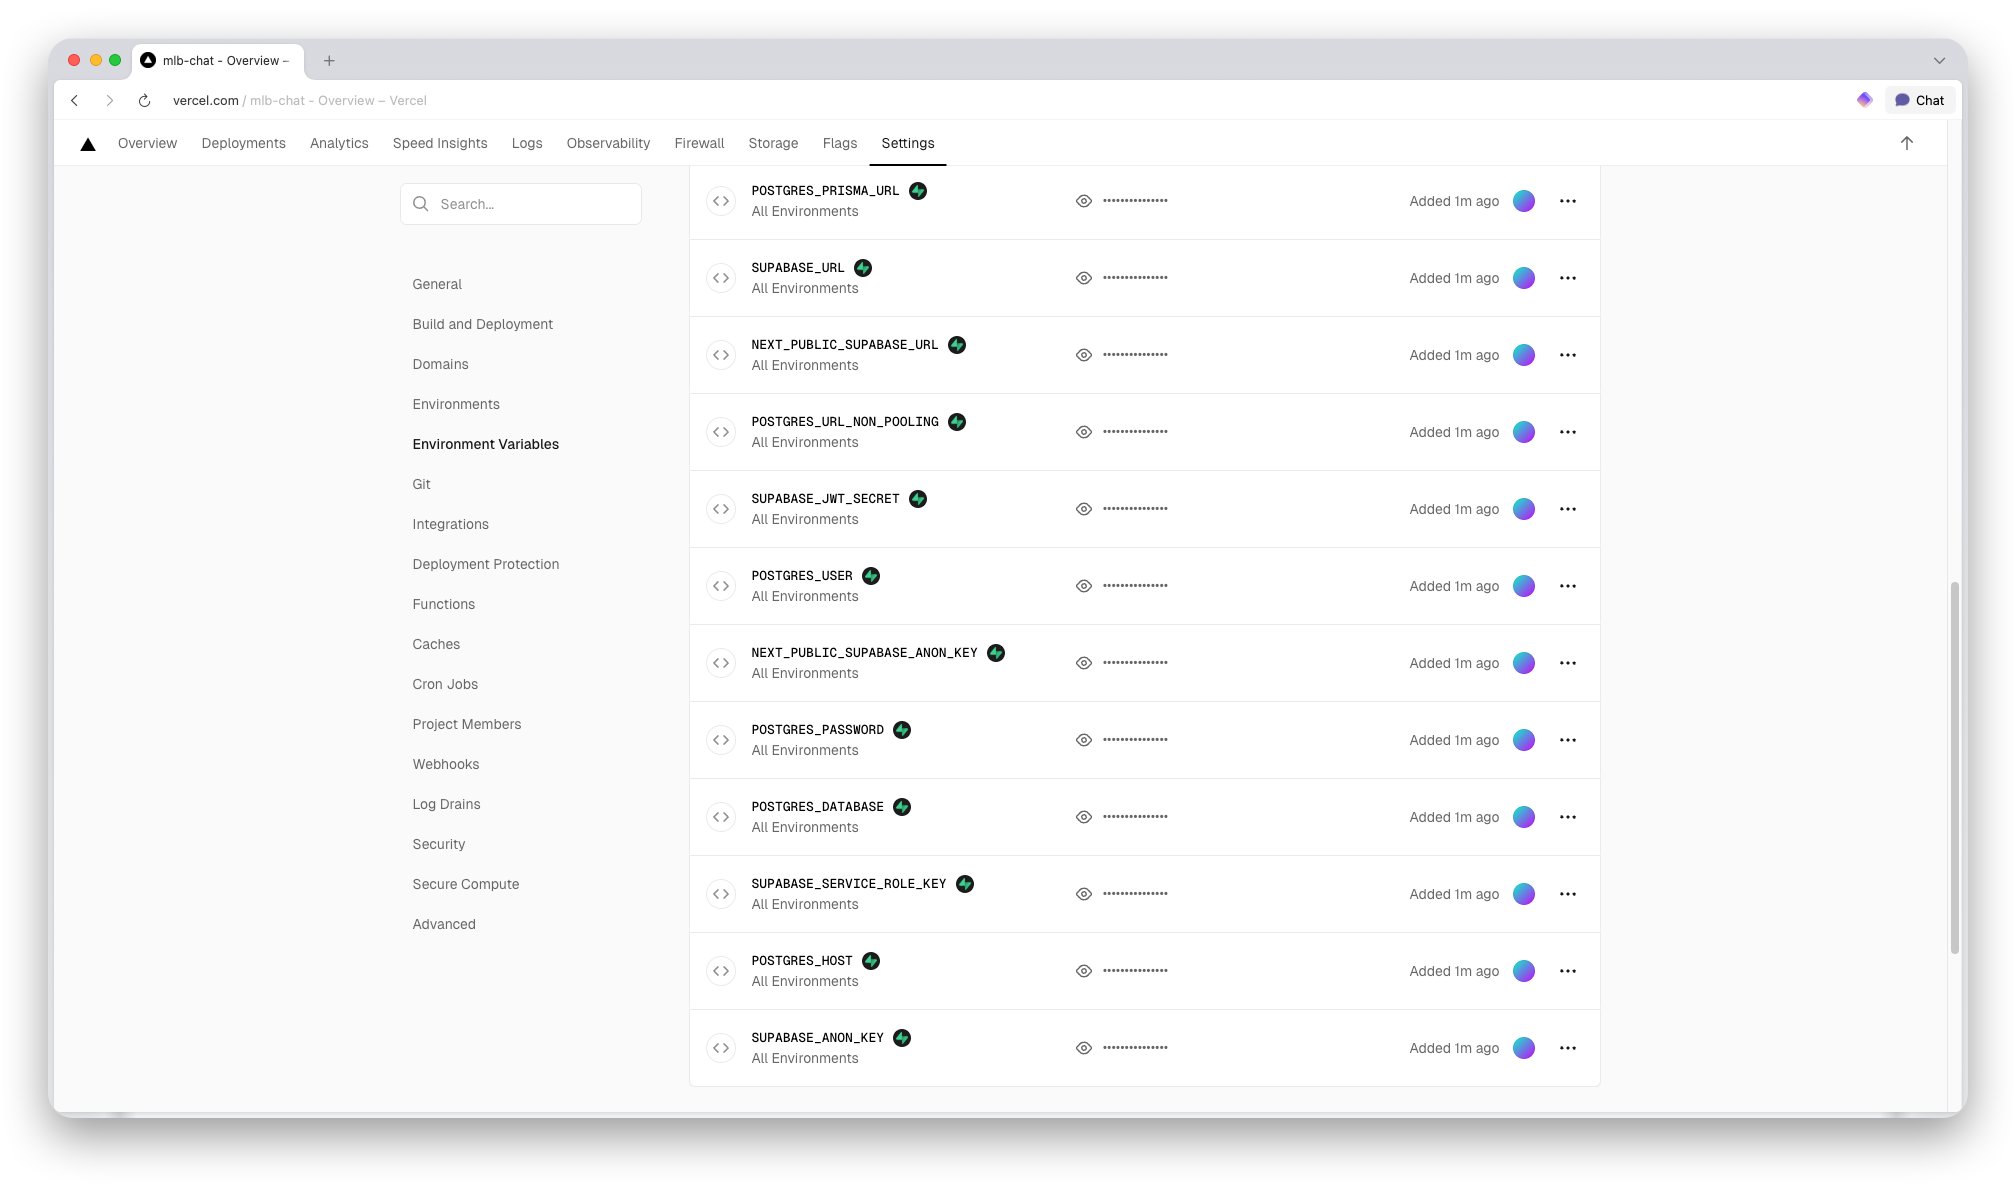 mlb-chat - Overview –
vercel.com / mlb-chat - Overview – Vercel
Chat
Overview Deployments Analytics Speed Insights Logs Observability Firewall Storage Flags Settings
Search...
General
Build and Deployment
Domains
Environments
Environment Variables
Git
Integrations
Deployment Protection
Functions
Caches
Cron Jobs
Project Members
Webhooks
Log Drains
Security
Secure Compute
Advanced
POSTGRES_PRISMA_URL
All Environments
••••••••••••••• Added 1m ago
SUPABASE_URL
All Environments
••••••••••••••• Added 1m ago
NEXT_PUBLIC_SUPABASE_URL
All Environments
••••••••••••••• Added 1m ago
POSTGRES_URL_NON_POOLING
All Environments
••••••••••••••• Added 1m ago
SUPABASE_JWT_SECRET
All Environments
••••••••••••••• Added 1m ago
POSTGRES_USER
All Environments
••••••••••••••• Added 1m ago
NEXT_PUBLIC_SUPABASE_ANON_KEY
All Environments
••••••••••••••• Added 1m ago
POSTGRES_PASSWORD
All Environments
••••••••••••••• Added 1m ago
POSTGRES_DATABASE
All Environments
••••••••••••••• Added 1m ago
SUPABASE_SERVICE_ROLE_KEY
All Environments
••••••••••••••• Added 1m ago
POSTGRES_HOST
All Environments
••••••••••••••• Added 1m ago
SUPABASE_ANON_KEY
All Environments
••••••••••••••• Added 1m ago